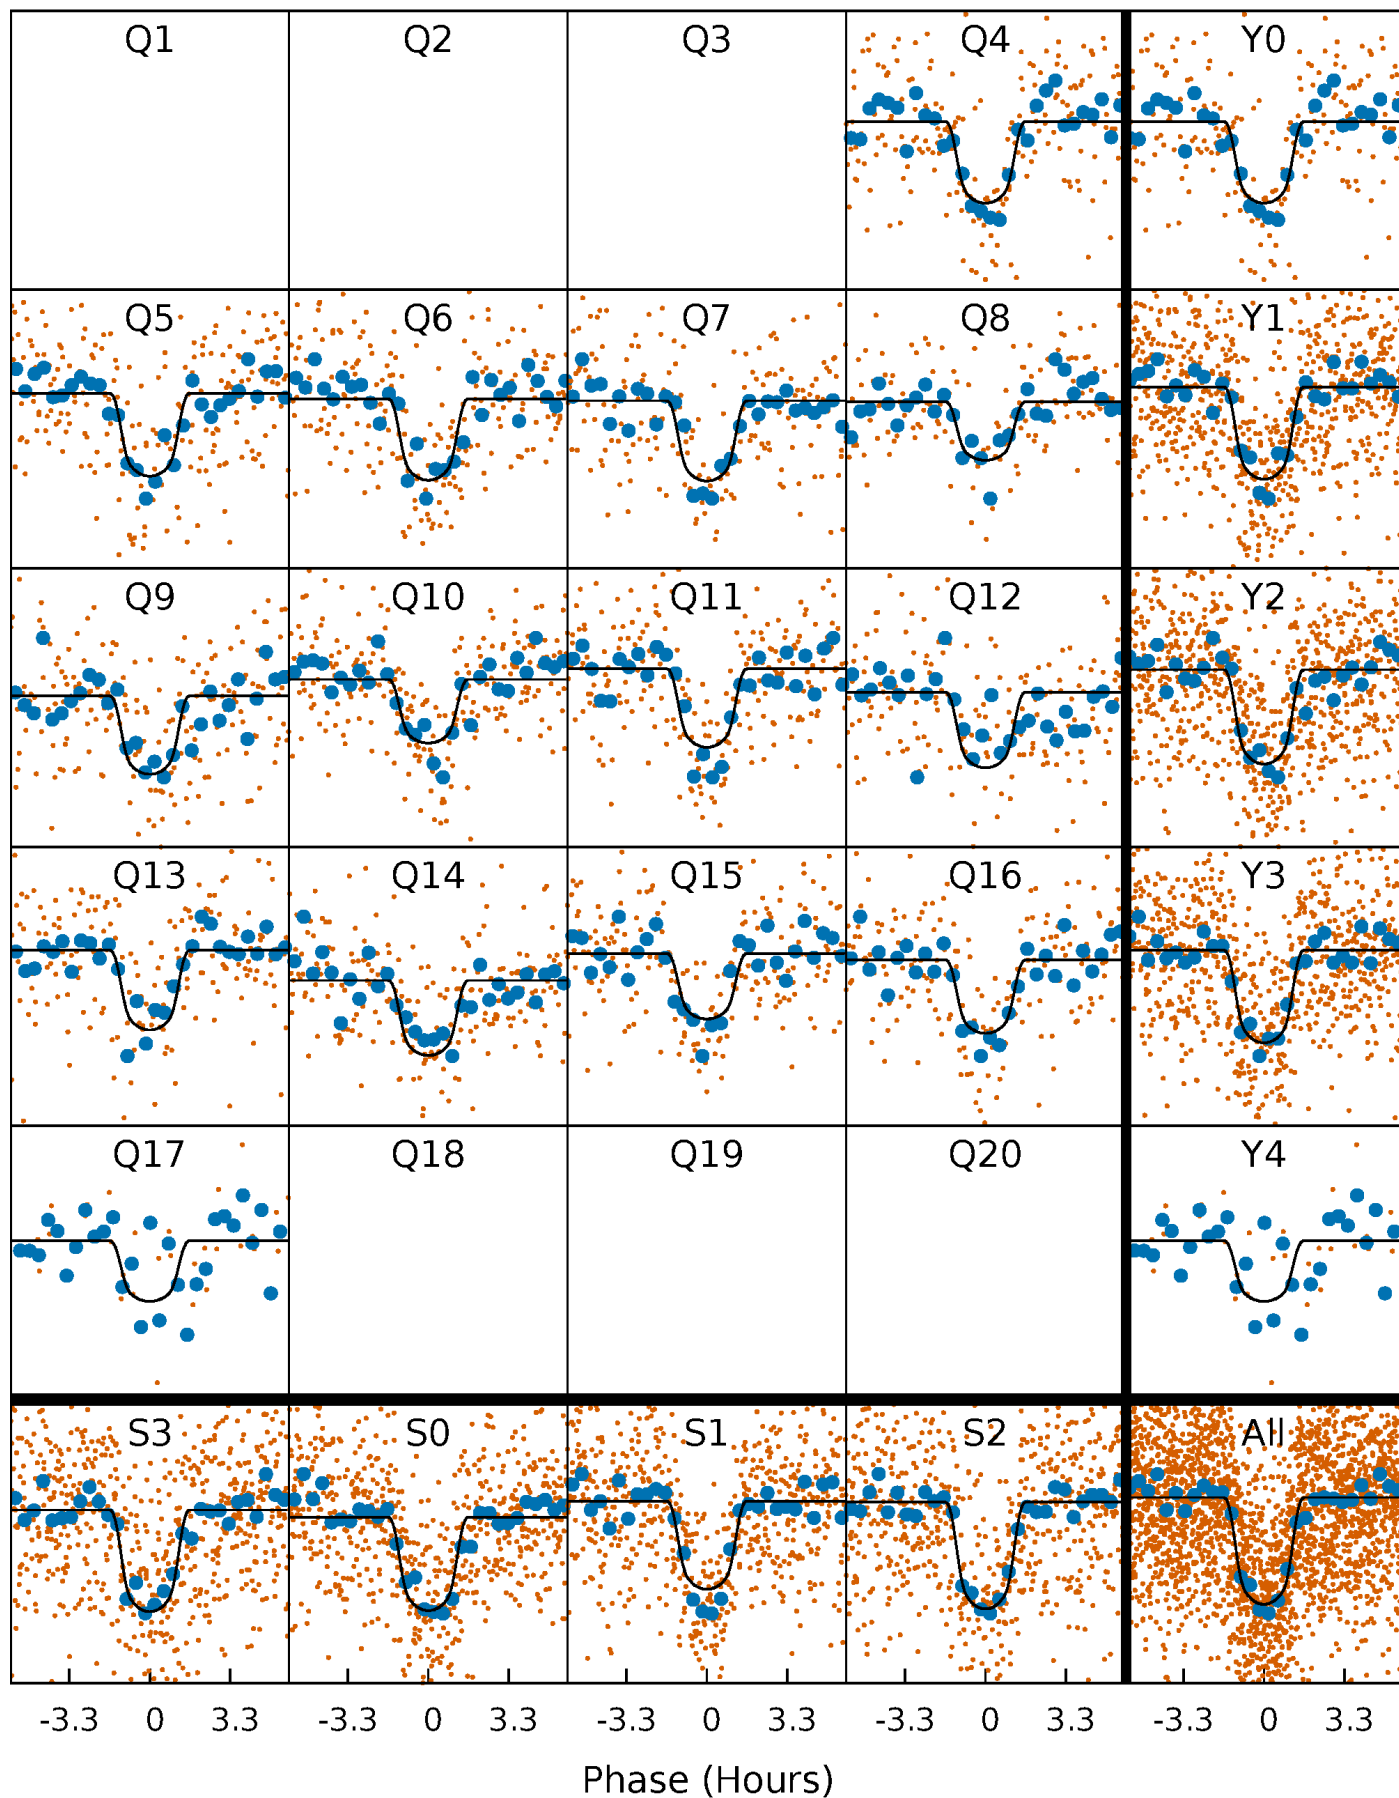 Q1 Q2 Q3 Q4 Y0
Q5 Q6 Q7 Q8 Y1
Q9 Q10 Q11 Q12 Y2
Q13 Q14 Q15 Q16 Y3
Q17 Q18 Q19 Q20 Y4
S3 S0 S1 S2 All
-3.3 0 3.3 -3.3 0 3.3 -3.3 0 3.3 -3.3 0 3.3 -3.3 0 3.3
Phase (Hours)